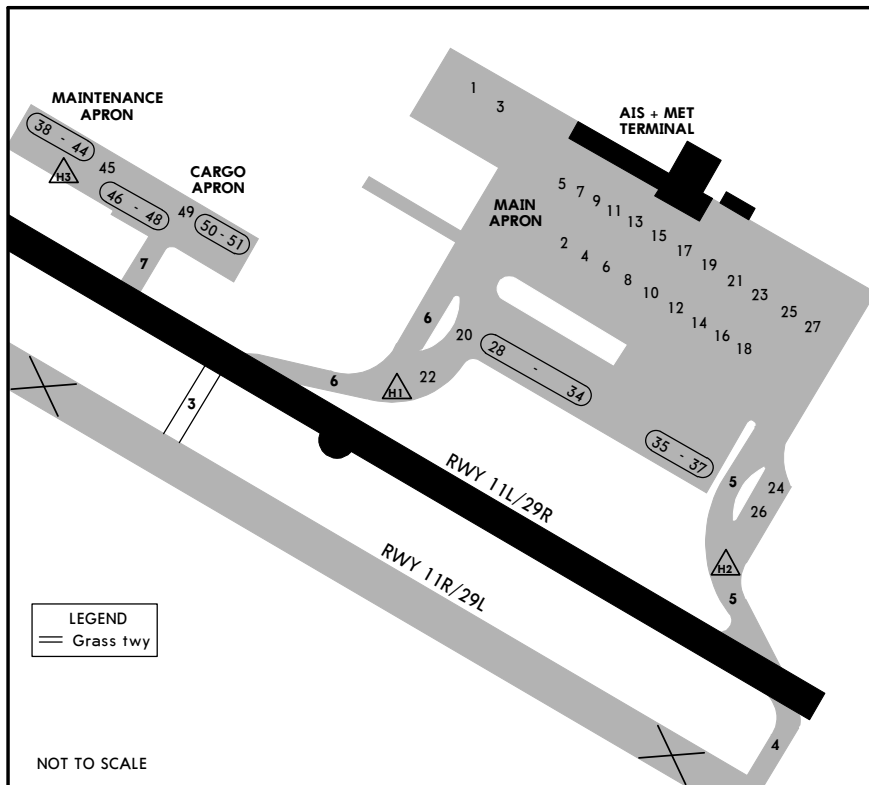 1
3
MAINTENANCE
APRON
AIS + MET
TERMINAL
38 - 44
45
H3
CARGO
APRON
46 - 48
49
50 - 51
MAIN
APRON
5
7
9
11
13
15
17
19
21
23
25
27
2
4
6
8
10
12
14
16
18
7
6
20
22
H1
6
28 - 34
3
35 - 37
5
24
26
RWY 11L/29R
H2
5
RWY 11R/29L
LEGEND
Grass twy
4
NOT TO SCALE